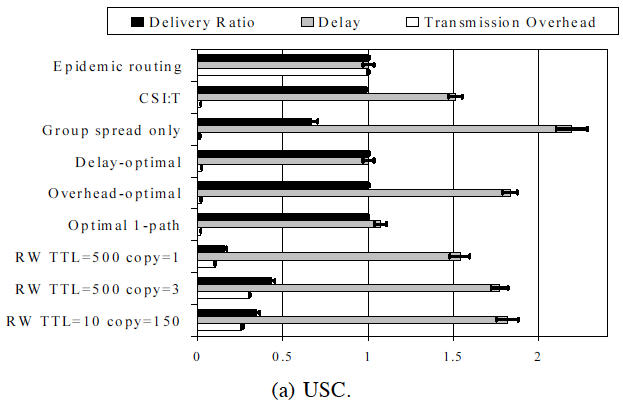 Delivery Ratio Delay Transmission Overhead
Epidemic routing
CSI:T
Group spread only
Delay-optimal
Overhead-optimal
Optimal 1-path
RW TTL=500 copy=1
RW TTL=500 copy=3
RW TTL=10 copy=150
0 0.5 1 1.5 2
(a) USC.